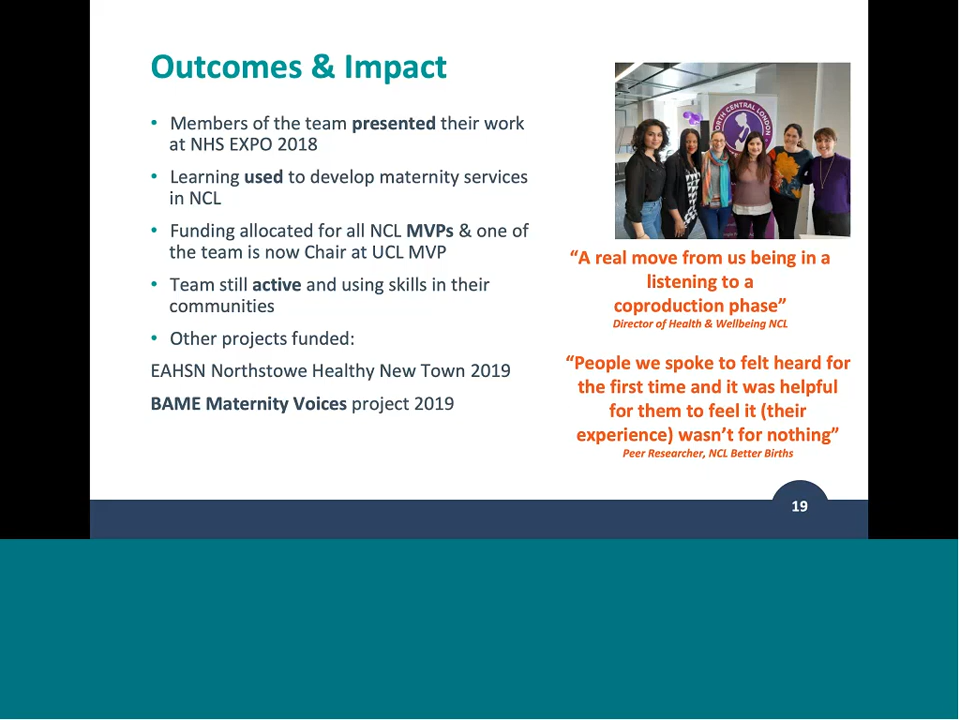 Outcomes & Impact
• Members of the team presented their work
at NHS EXPO 2018
• Learning used to develop maternity services
in NCL
• Funding allocated for all NCL MVPs & one of
the team is now Chair at UCL MVP
• Team still active and using skills in their
communities
• Other projects funded:
EAHSN Northstowe Healthy New Town 2019
BAME Maternity Voices project 2019
NORTH CENTRAL LONDON
“A real move from us being in a
listening to a
coproduction phase”
Director of Health & Wellbeing NCL
“People we spoke to felt heard for
the first time and it was helpful
for them to feel it (their
experience) wasn’t for nothing”
Peer Researcher, NCL Better Births
19